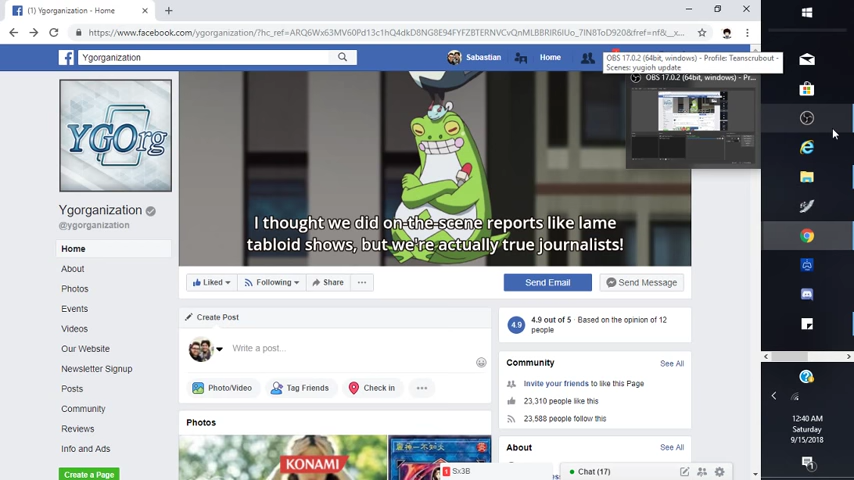 (1) Ygorganization - Home
https://www.facebook.com/Ygorganization/?hc_ref=
Ygorganization
Sabastian
Home
OBS 17.0.2 (64bit, windows) - Profile: Teanscrubout -
Scenes: yugioh update
OBS 17.0.2 (64bit, windows) - Pr...
YGOrg
I thought we did on-the-scene reports like lame
tabloid shows, but we're actually true journalists!
Ygorganization
@ygorganization
Liked
Following
Share
Send Email
Send Message
Home
About
Photos
Events
Videos
Our Website
Newsletter Signup
Posts
Community
Reviews
Info and Ads
Create a Page
Create Post
Write a post...
Photo/Video
Tag Friends
Check in
Photos
KONAMI
4.9
4.9 out of 5 · Based on the opinion of 12
people
Community
See All
Invite your friends to like this Page
23,310 people like this
23,588 people follow this
About
See All
Sx3B
Chat (17)
12:40 AM
Saturday
9/15/2018
1